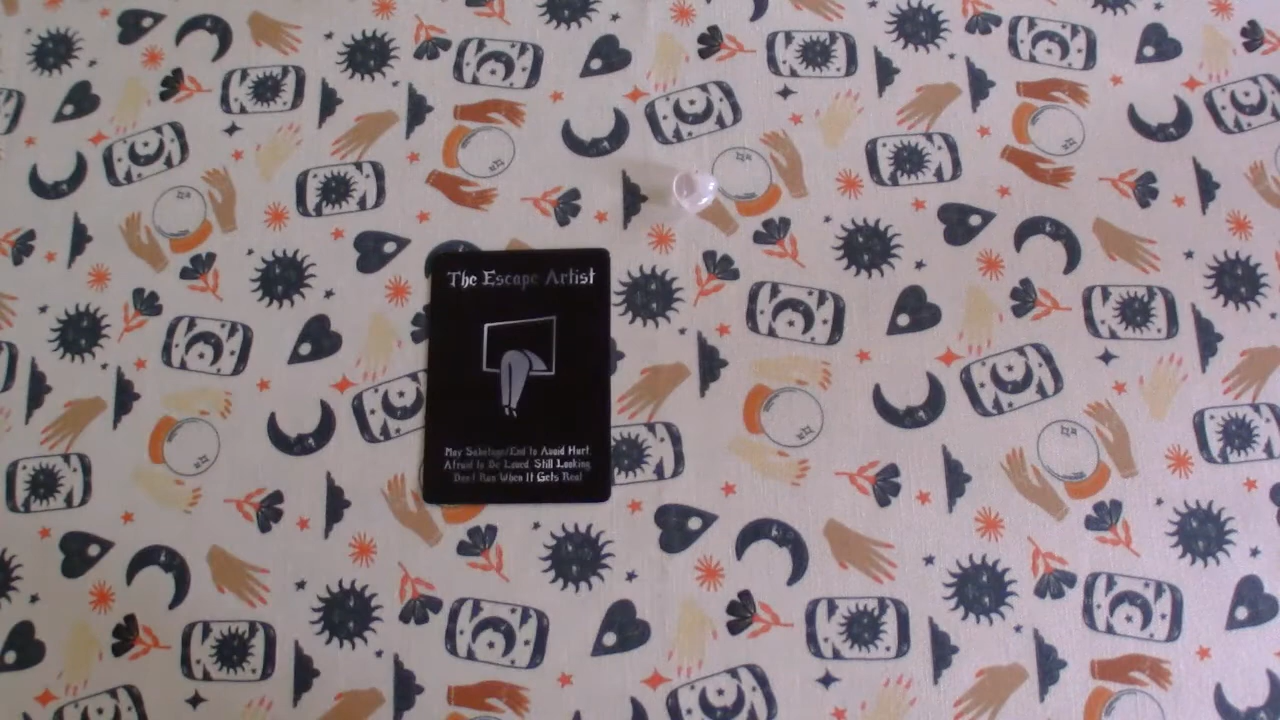 The Escape Artist
May Sabotage/End to Avoid Hurt
Afraid to Be Loved Still Looking
Don't Run When It Gets Real